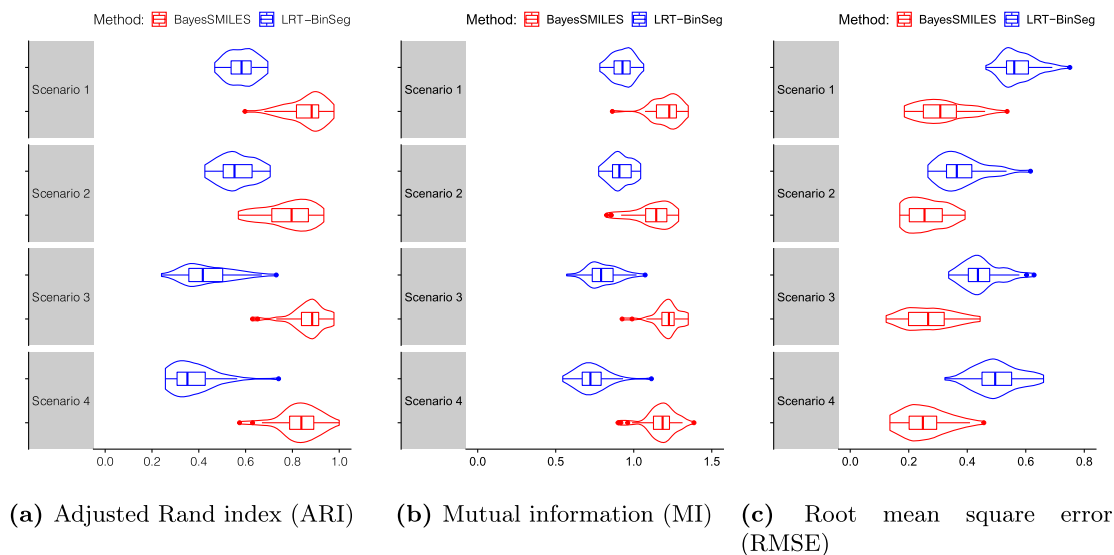 Method: BayesSMILES LRT−BinSeg
Scenario 1
Scenario 2
Scenario 3
Scenario 4
0.0 0.2 0.4 0.6 0.8 1.0
(a) Adjusted Rand index (ARI)
Method: BayesSMILES LRT−BinSeg
Scenario 1
Scenario 2
Scenario 3
Scenario 4
0.0 0.5 1.0 1.5
(b) Mutual information (MI)
Method: BayesSMILES LRT−BinSeg
Scenario 1
Scenario 2
Scenario 3
Scenario 4
0.0 0.2 0.4 0.6 0.8
(c) Root mean square error
(RMSE)